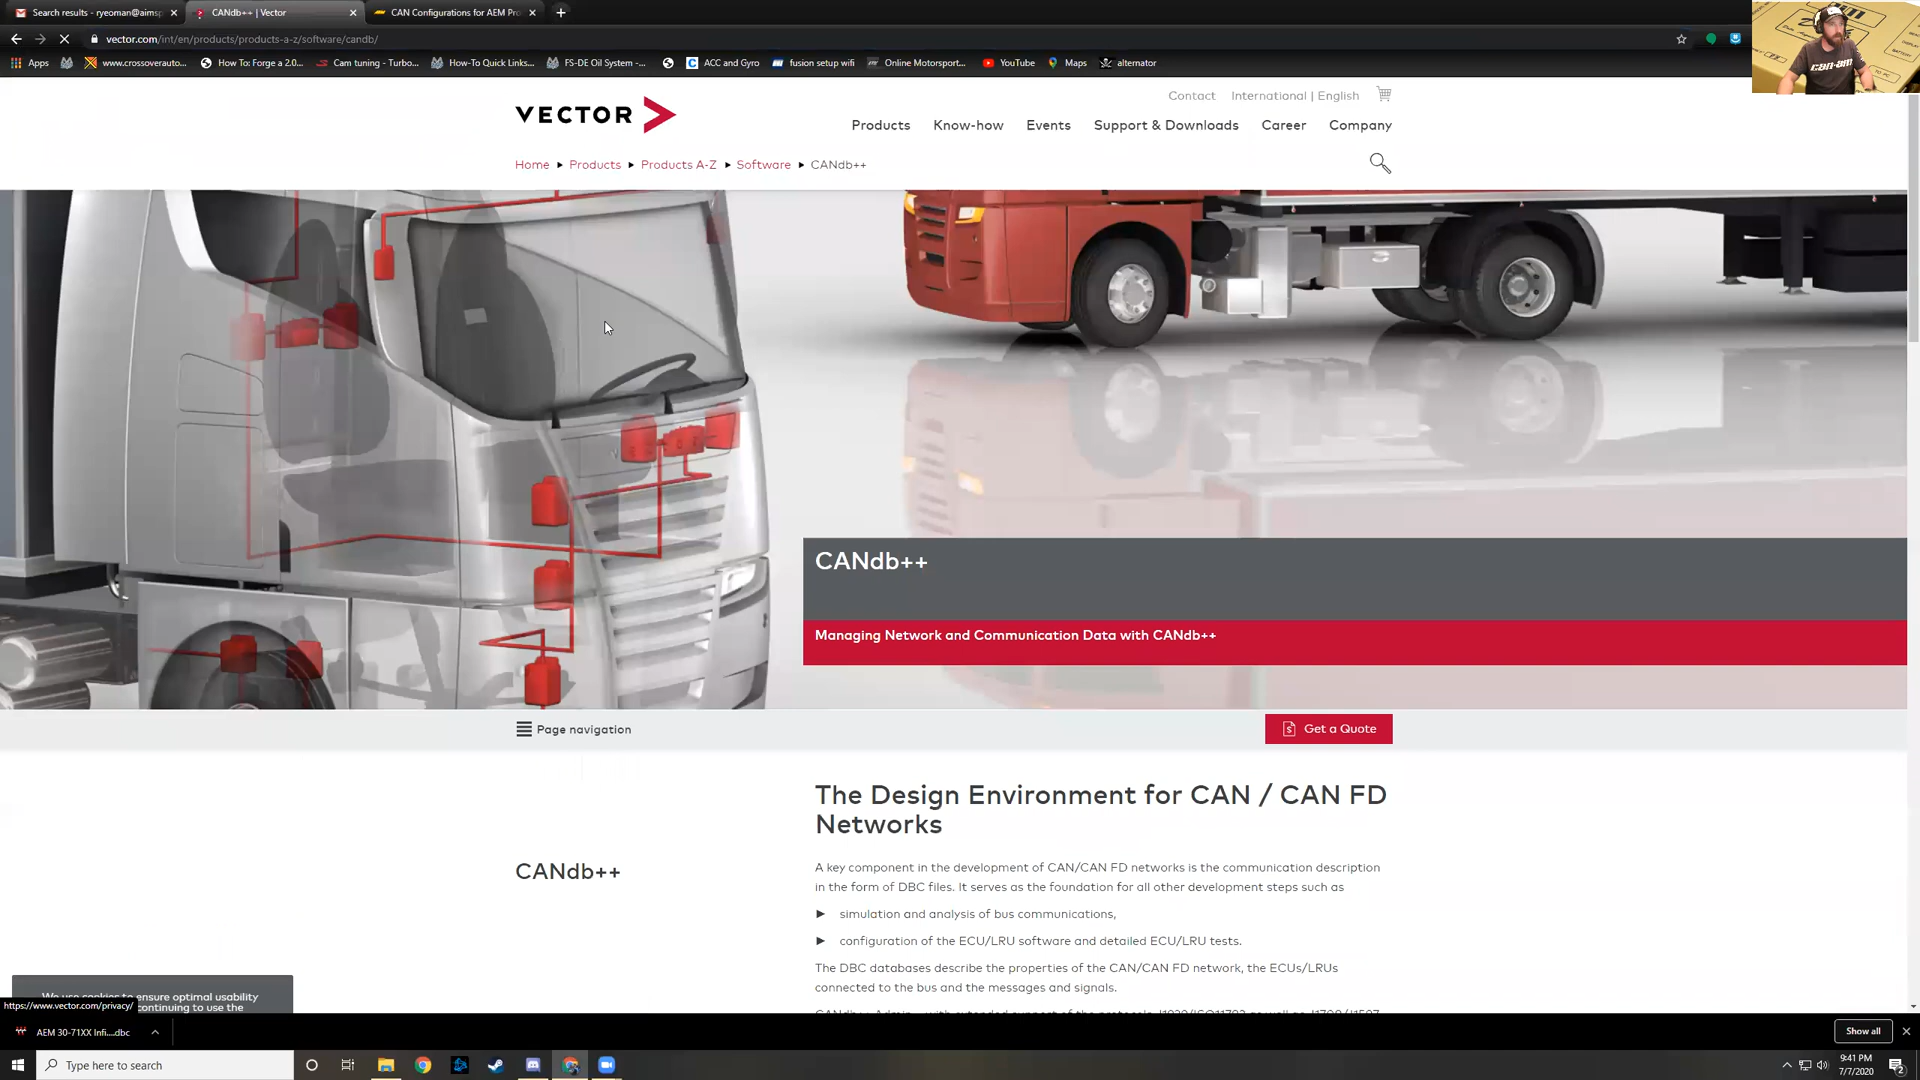 Search results - ryeoman@aimsp
CANdb++ | Vector
CAN Configurations for AEM Pro
vector.com/int/en/products/products-a-z/software/candb/
Apps
www.crossoverauto...
How To: Forge a 2.0...
Cam tuning - Turbo...
How-To Quick Links...
FS-DE Oil System -...
ACC and Gyro
fusion setup wifi
Online Motorsport...
YouTube
Maps
alternator
can-am
VECTOR
Contact
International | English
Products
Know-how
Events
Support & Downloads
Career
Company
Home ▸ Products ▸ Products A-Z ▸ Software ▸ CANdb++
CANdb++
Managing Network and Communication Data with CANdb++
Page navigation
Get a Quote
The Design Environment for CAN / CAN FD
Networks
CANdb++
A key component in the development of CAN/CAN FD networks is the communication description
in the form of DBC files. It serves as the foundation for all other development steps such as
▸ simulation and analysis of bus communications,
▸ configuration of the ECU/LRU software and detailed ECU/LRU tests.
The DBC databases describe the properties of the CAN/CAN FD network, the ECUs/LRUs
connected to the bus and the messages and signals.
We use cookies to ensure optimal usability
continuing to use the
https://www.vector.com/privacy/
AEM 30-71XX Infi....dbc
Show all
Type here to search
9:41 PM
7/7/2020
2